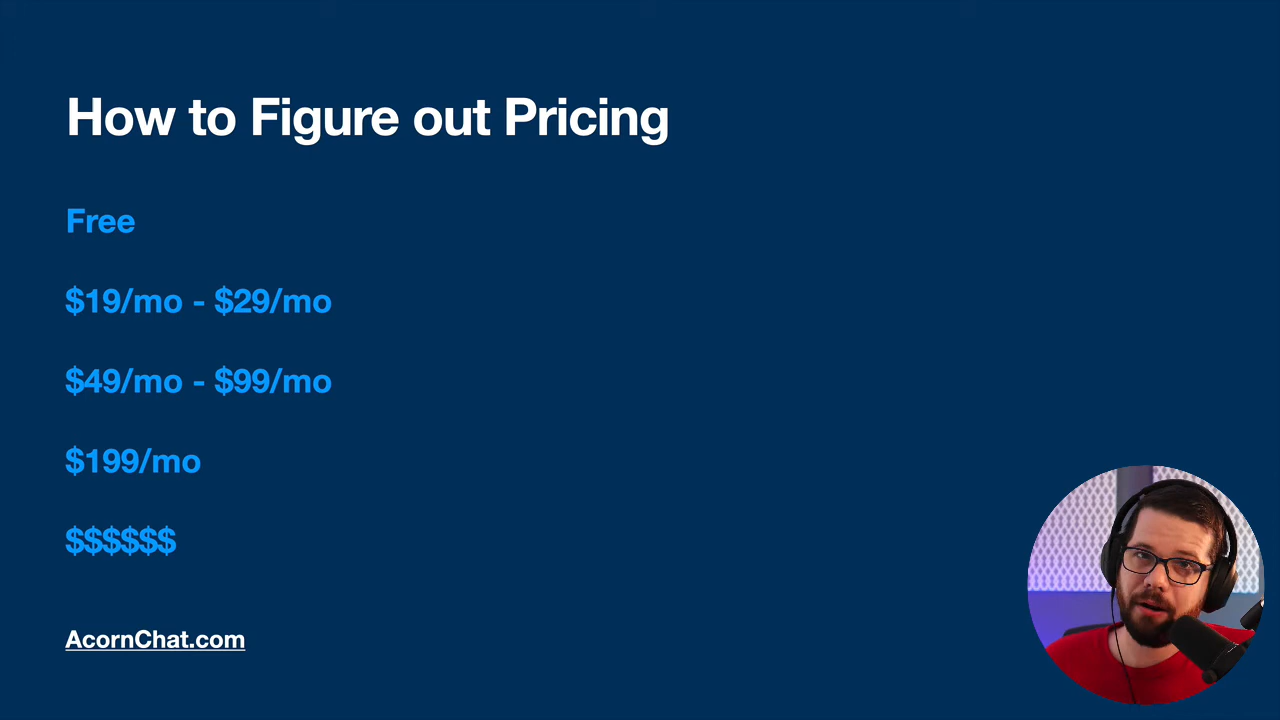 How to Figure out Pricing
Free
$19/mo - $29/mo
$49/mo - $99/mo
$199/mo
$$$$$$
AcornChat.com